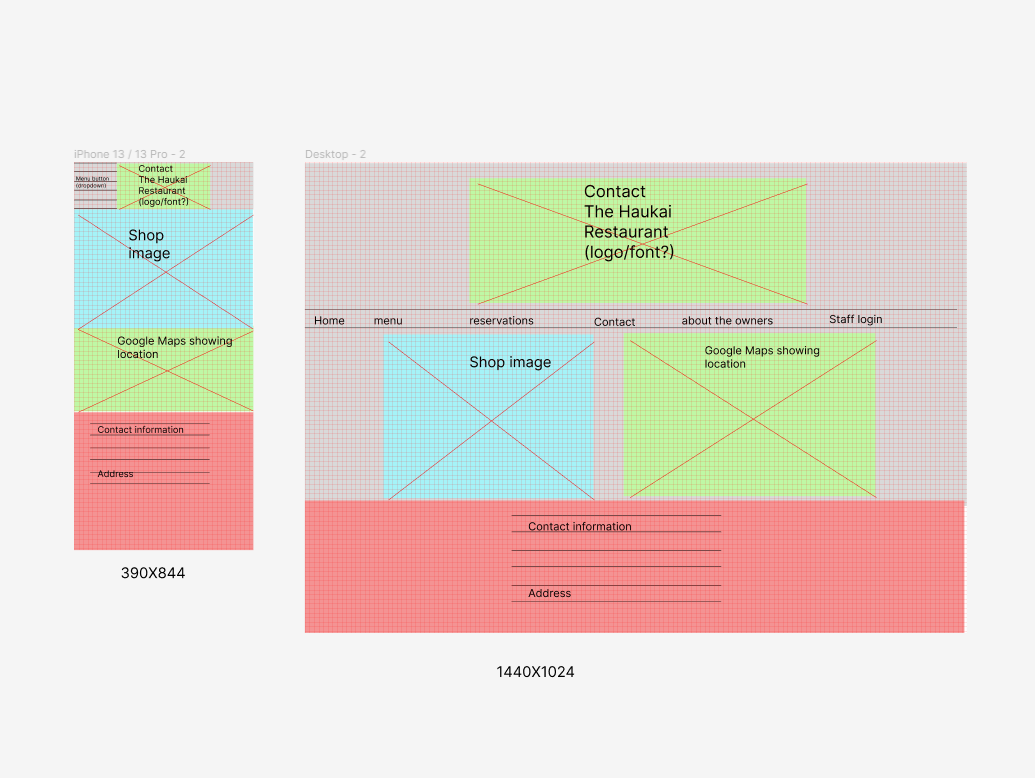 iPhone 13 / 13 Pro - 2
Menu button
(dropdown)
Contact
The Haukai
Restaurant
(logo/font?)
Shop
image
Google Maps showing
location
Contact information
Address
390X844
Desktop - 2
Contact
The Haukai
Restaurant
(logo/font?)
Home menu reservations Contact about the owners Staff login
Shop image
Google Maps showing
location
Contact information
Address
1440X1024